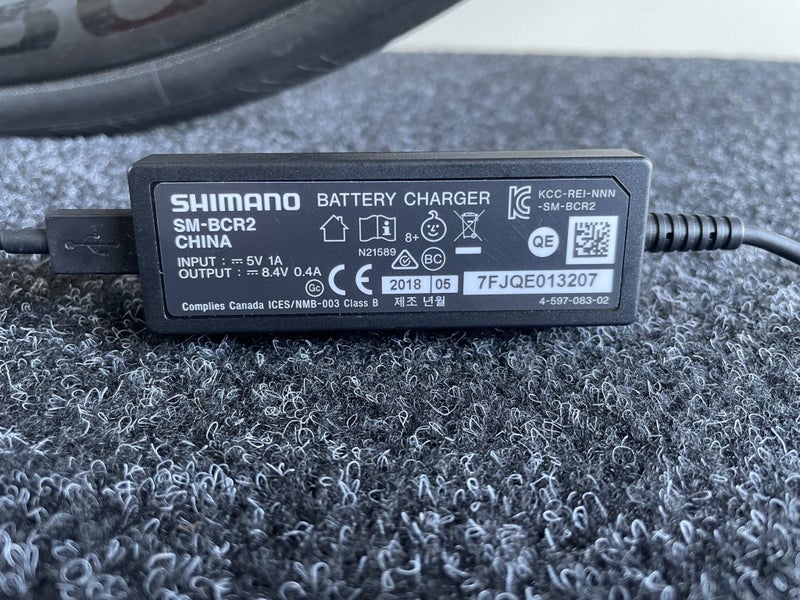 SHIMANO BATTERY CHARGER
KCC-REI-NNN
-SM-BCR2
SM-BCR2
CHINA
8+
N21589
BC
QE
INPUT : 5V 1A
OUTPUT : 8.4V 0.4A
Gc CE
2018 05
7FJQE013207
Complies Canada ICES/NMB-003 Class B
제조 년월
4-597-083-02